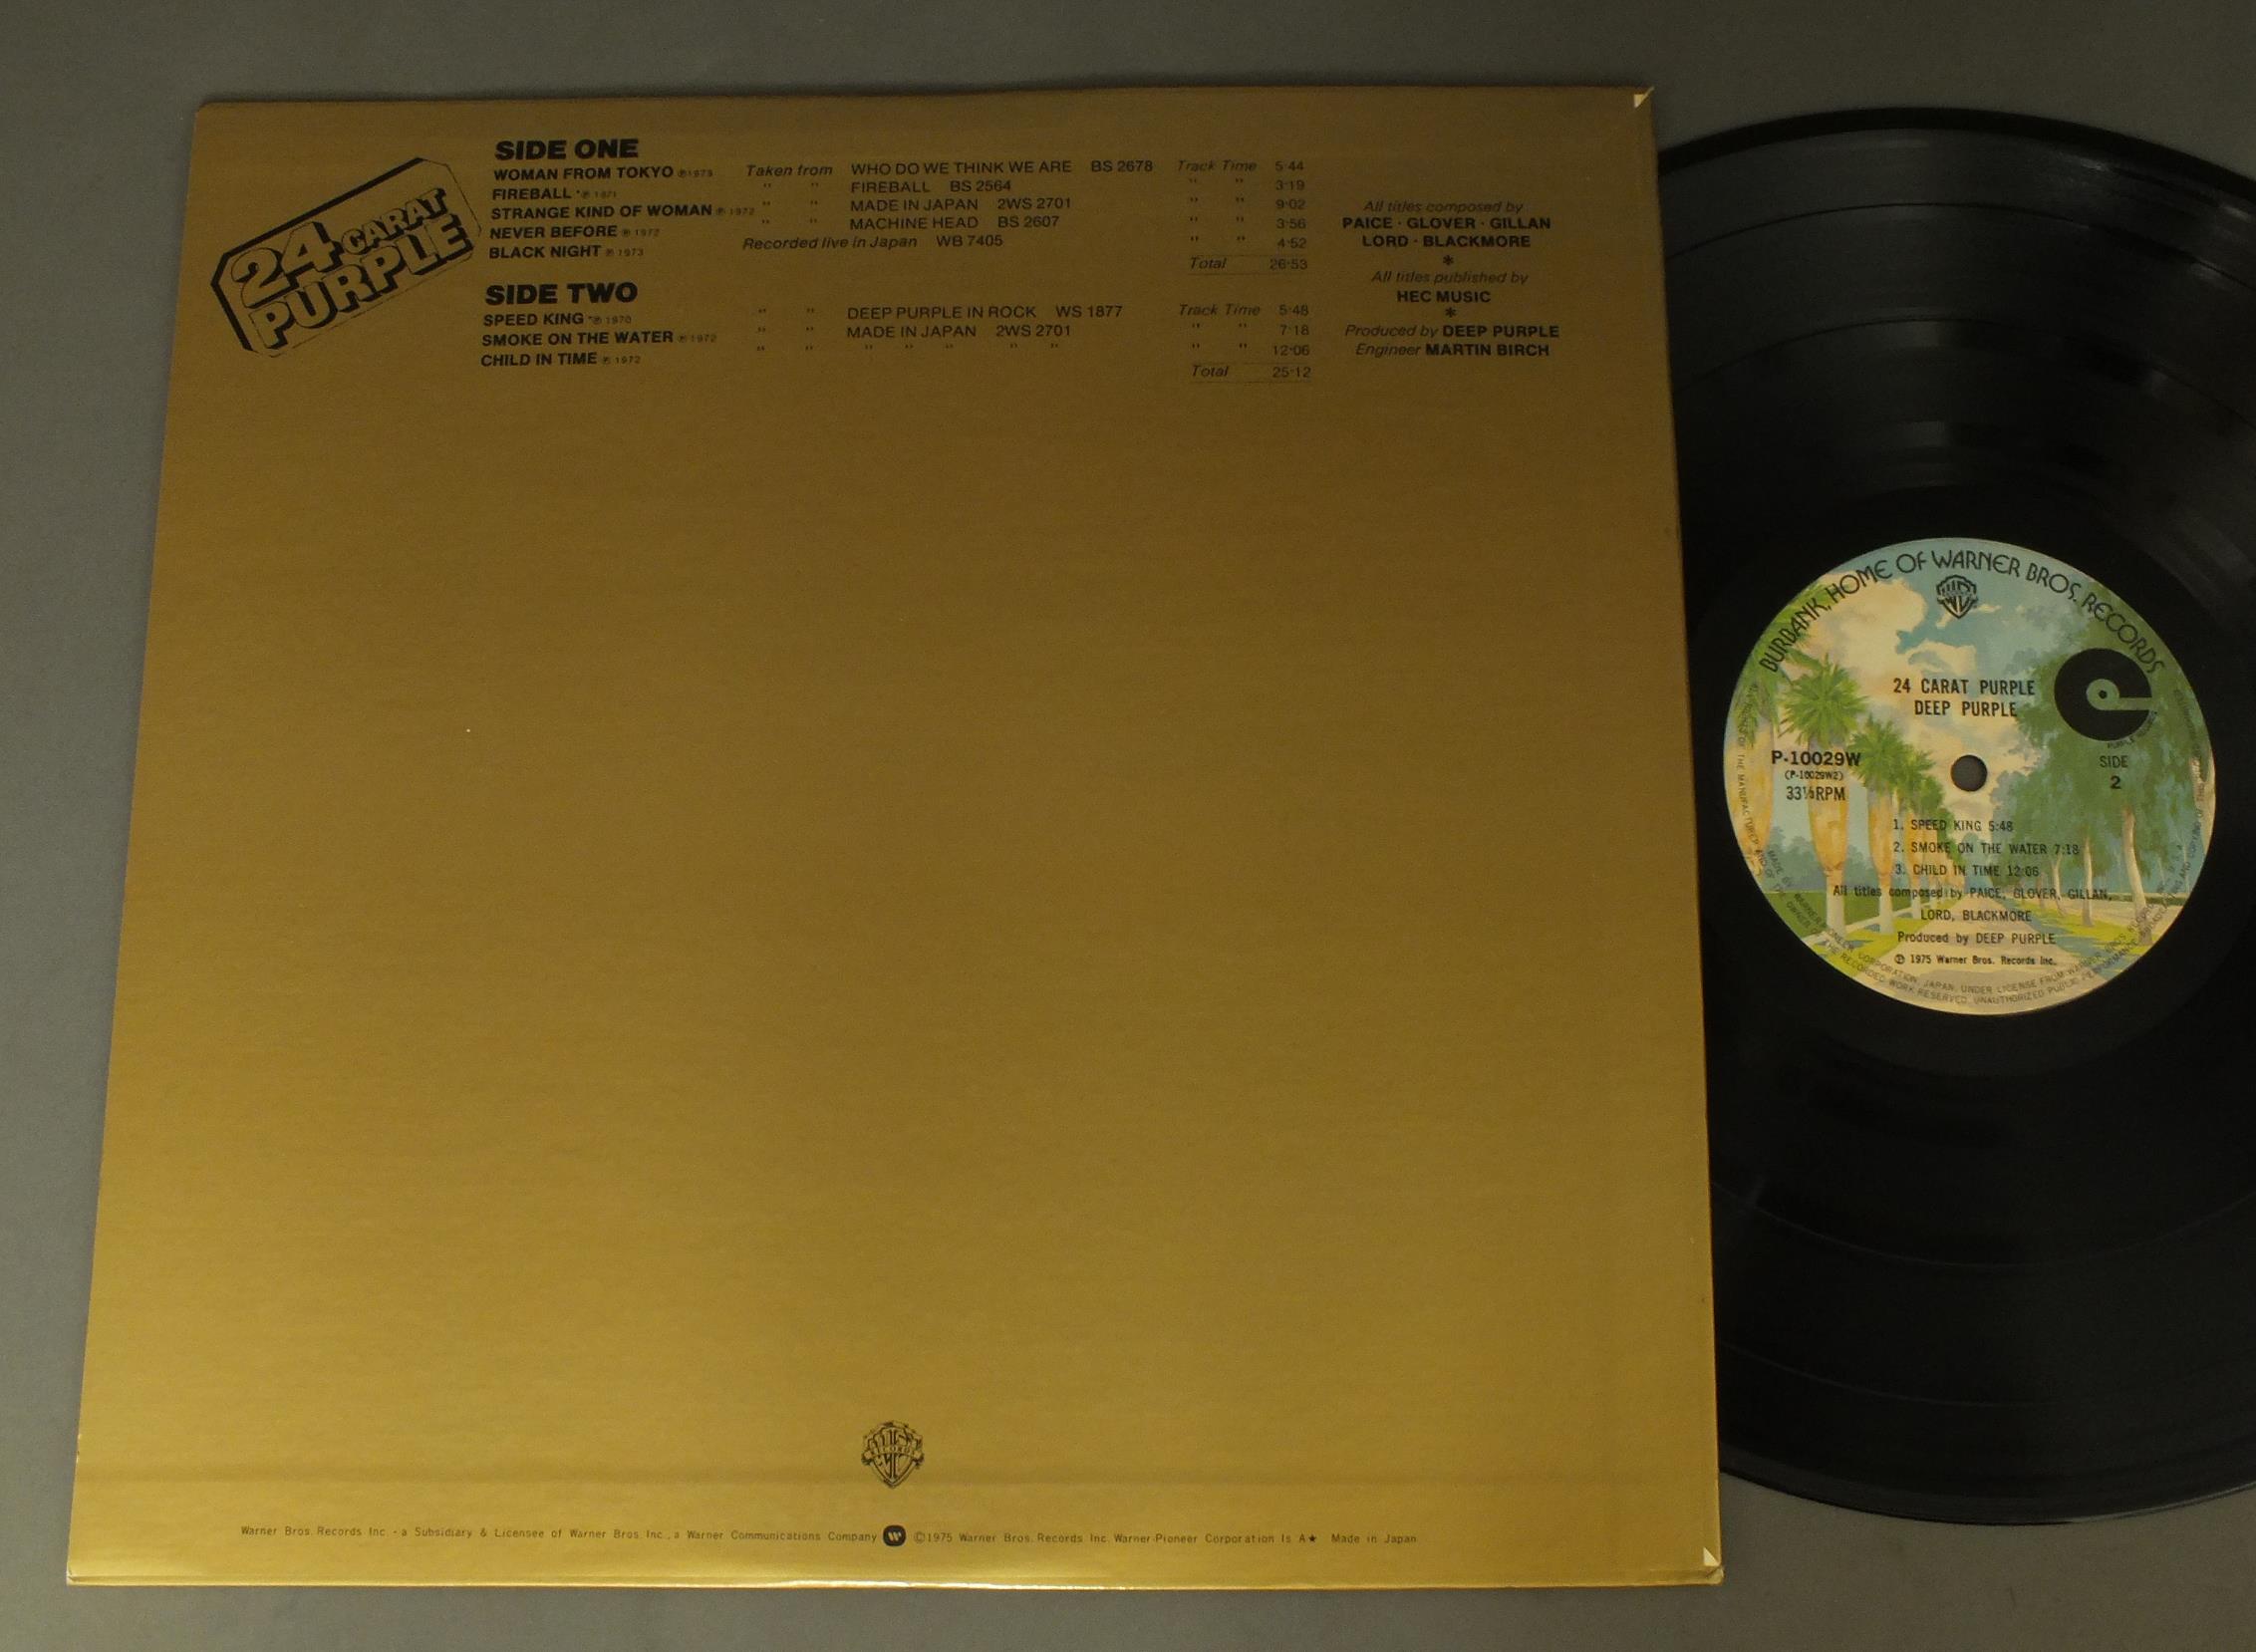 24 CARAT
PURPLE
SIDE ONE
WOMAN FROM TOKYO ℗1973 Taken from WHO DO WE THINK WE ARE BS 2678 Track Time 5·44
FIREBALL ℗ 1971 " " FIREBALL BS 2564 " " 3·19
STRANGE KIND OF WOMAN ℗ 1972 " " MADE IN JAPAN 2WS 2701 " " 9·02
NEVER BEFORE ℗ 1972 " " MACHINE HEAD BS 2607 " " 3·56
BLACK NIGHT ℗ 1973 Recorded live in Japan WB 7405 " " 4·52
Total 26·53
SIDE TWO
SPEED KING ℗ 1970 " " DEEP PURPLE IN ROCK WS 1877 Track Time 5·48
SMOKE ON THE WATER ℗ 1972 " " MADE IN JAPAN 2WS 2701 " " 7·18
CHILD IN TIME ℗ 1972 " " " " " " " " " 12·06
Total 25·12
All titles composed by
PAICE · GLOVER · GILLAN
LORD · BLACKMORE
*
All titles published by
HEC MUSIC
*
Produced by DEEP PURPLE
Engineer MARTIN BIRCH
Warner Bros. Records Inc. - a Subsidiary & Licensee of Warner Bros. Inc., a Warner Communications Company ©1975 Warner Bros. Records Inc. Warner-Pioneer Corporation Is A★ Made in Japan
BURBANK, HOME OF WARNER BROS. RECORDS
24 CARAT PURPLE
DEEP PURPLE
P-10029W
(P-10029W2)
33⅓RPM
SIDE
2
1. SPEED KING 5:48
2. SMOKE ON THE WATER 7:18
3. CHILD IN TIME 12:06
All titles composed by PAICE, GLOVER, GILLAN,
LORD, BLACKMORE
Produced by DEEP PURPLE
℗ 1975 Warner Bros. Records Inc.